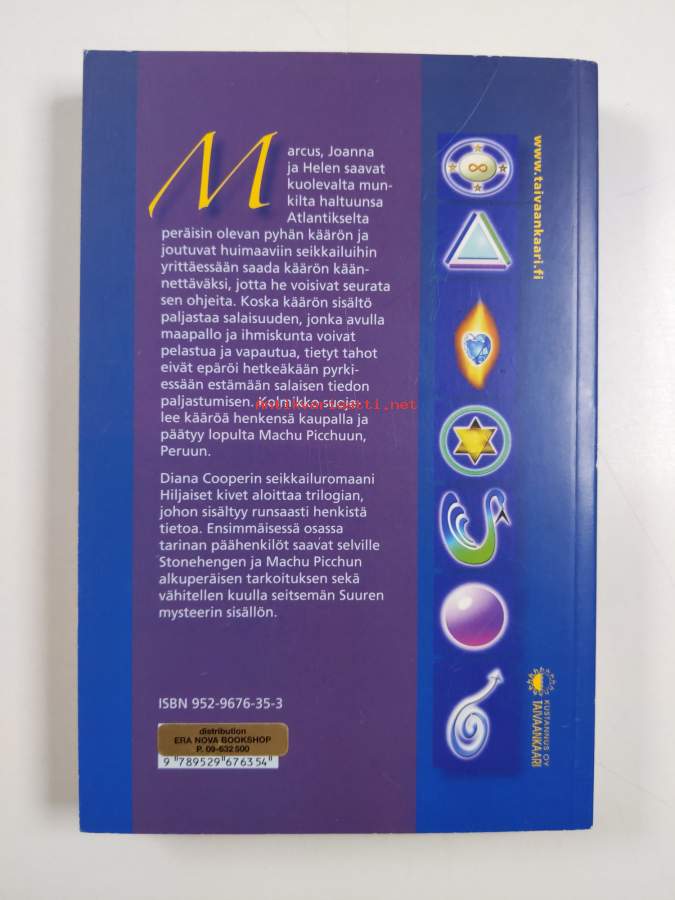 Marcus, Joanna
ja Helen saavat
kuolevalta mun-
kilta haltuunsa
Atlantikselta
peräisin olevan pyhän käärön ja
joutuvat huimaaviin seikkailuihin
yrittäessään saada käärön kään-
nettäväksi, jotta he voisivat seurata
sen ohjeita. Koska käärön sisältö
paljastaa salaisuuden, jonka avulla
maapallo ja ihmiskunta voivat
pelastua ja vapautua, tietyt tahot
eivät epäröi hetkeäkään pyrki-
essään estämään salaisen tiedon
paljastumisen. Kolmikko suoje-
lee kääröä henkensä kaupalla ja
päätyy lopulta Machu Picchuun,
Peruun.
Diana Cooperin seikkailuromaani
Hiljaiset kivet aloittaa trilogian,
johon sisältyy runsaasti henkistä
tietoa. Ensimmäisessä osassa
tarinan päähenkilöt saavat selville
Stonehengen ja Machu Picchun
alkuperäisen tarkoituksen sekä
vähitellen kuulla seitsemän Suuren
mysteerin sisällön.
ISBN 952-9676-35-3
distribution
ERA NOVA BOOKSHOP
P. 09-632 500
9 789529 676354
www.taivaankaari.fi
KUSTANNUS OY
TAIVAANKAARI
antikvariaatti.net